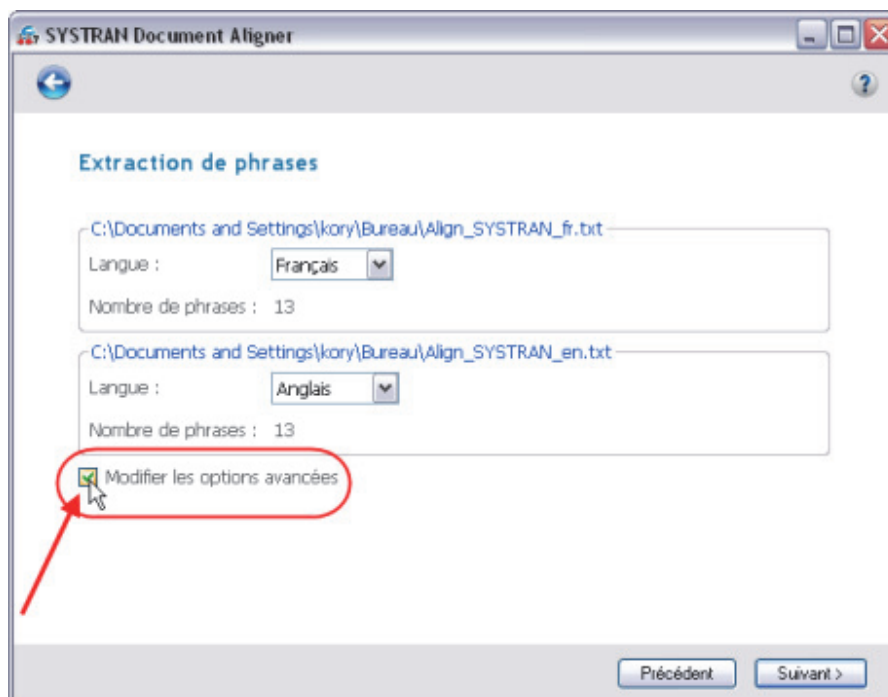 SYSTRAN Document Aligner
Extraction de phrases
C:\Documents and Settings\kory\Bureau\Align_SYSTRAN_fr.txt
Langue : Français
Nombre de phrases : 13
C:\Documents and Settings\kory\Bureau\Align_SYSTRAN_en.txt
Langue : Anglais
Nombre de phrases : 13
Modifier les options avancées
Précédent Suivant >